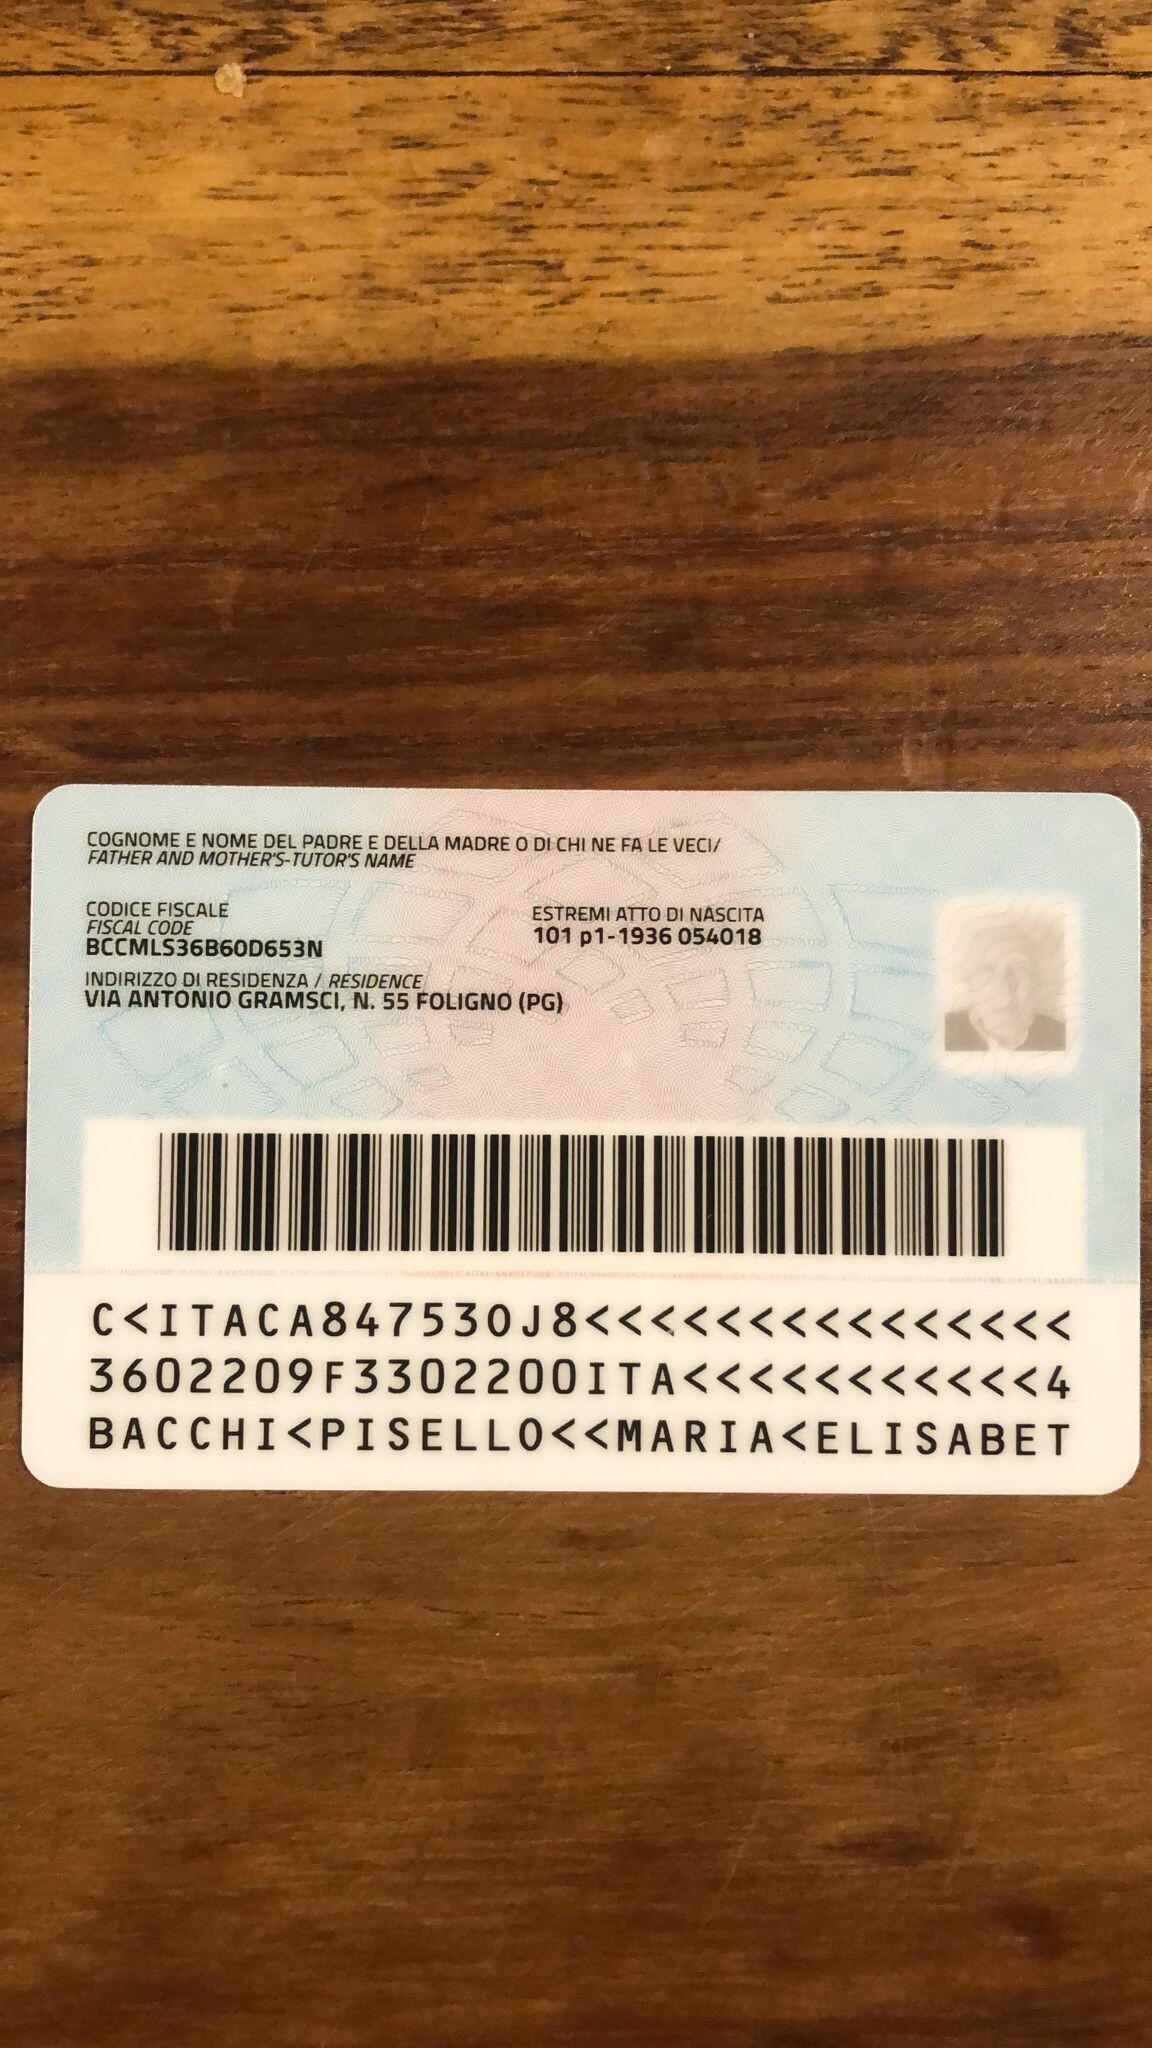 COGNOME E NOME DEL PADRE E DELLA MADRE O DI CHI NE FA LE VECI/
FATHER AND MOTHER'S-TUTOR'S NAME
CODICE FISCALE
FISCAL CODE
BCCMLS36B60D653N
ESTREMI ATTO DI NASCITA
101 p1-1936 054018
INDIRIZZO DI RESIDENZA / RESIDENCE
VIA ANTONIO GRAMSCI, N. 55 FOLIGNO (PG)
C<ITACA847530J8<<<<<<<<<<<<<<<
3602209F3302200ITA<<<<<<<<<<<4
BACCHI<PISELLO<<MARIA<ELISABET